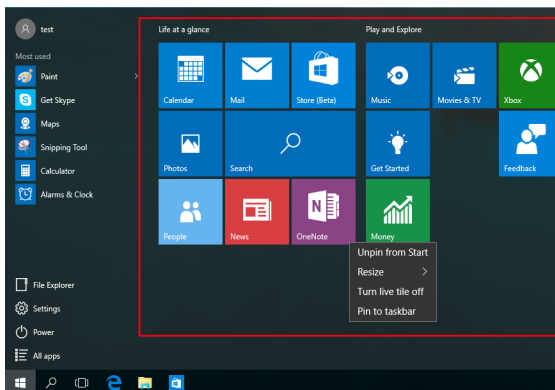 test
Most used
Paint
Get Skype
Maps
Snipping Tool
Calculator
Alarms & Clock
File Explorer
Settings
Power
All apps
Life at a glance
Play and Explore
Calendar
Mail
Store (Beta)
Music
Movies & TV
Xbox
Photos
Search
Get Started
Feedback
People
News
OneNote
Money
Unpin from Start
Resize
Turn live tile off
Pin to taskbar